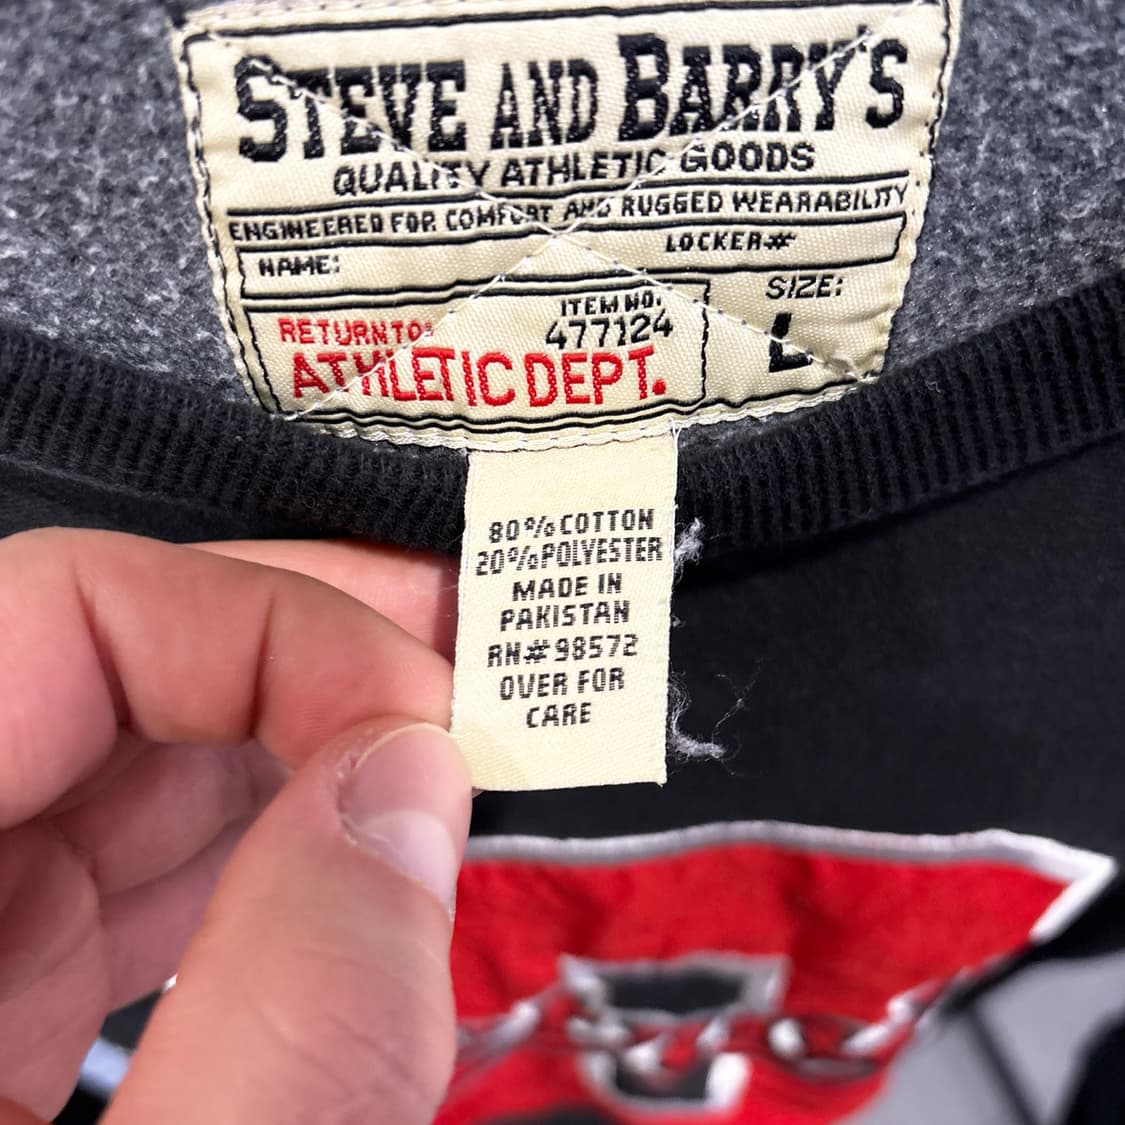 STEVE AND BARRY'S
QUALITY ATHLETIC GOODS
ENGINEERED FOR COMFORT AND RUGGED WEARABILITY
NAME:
LOCKER#
RETURN TO:
ITEM NO.
477124
ATHLETIC DEPT.
SIZE:
L
80% COTTON
20% POLYESTER
MADE IN
PAKISTAN
RN# 98572
OVER FOR
CARE